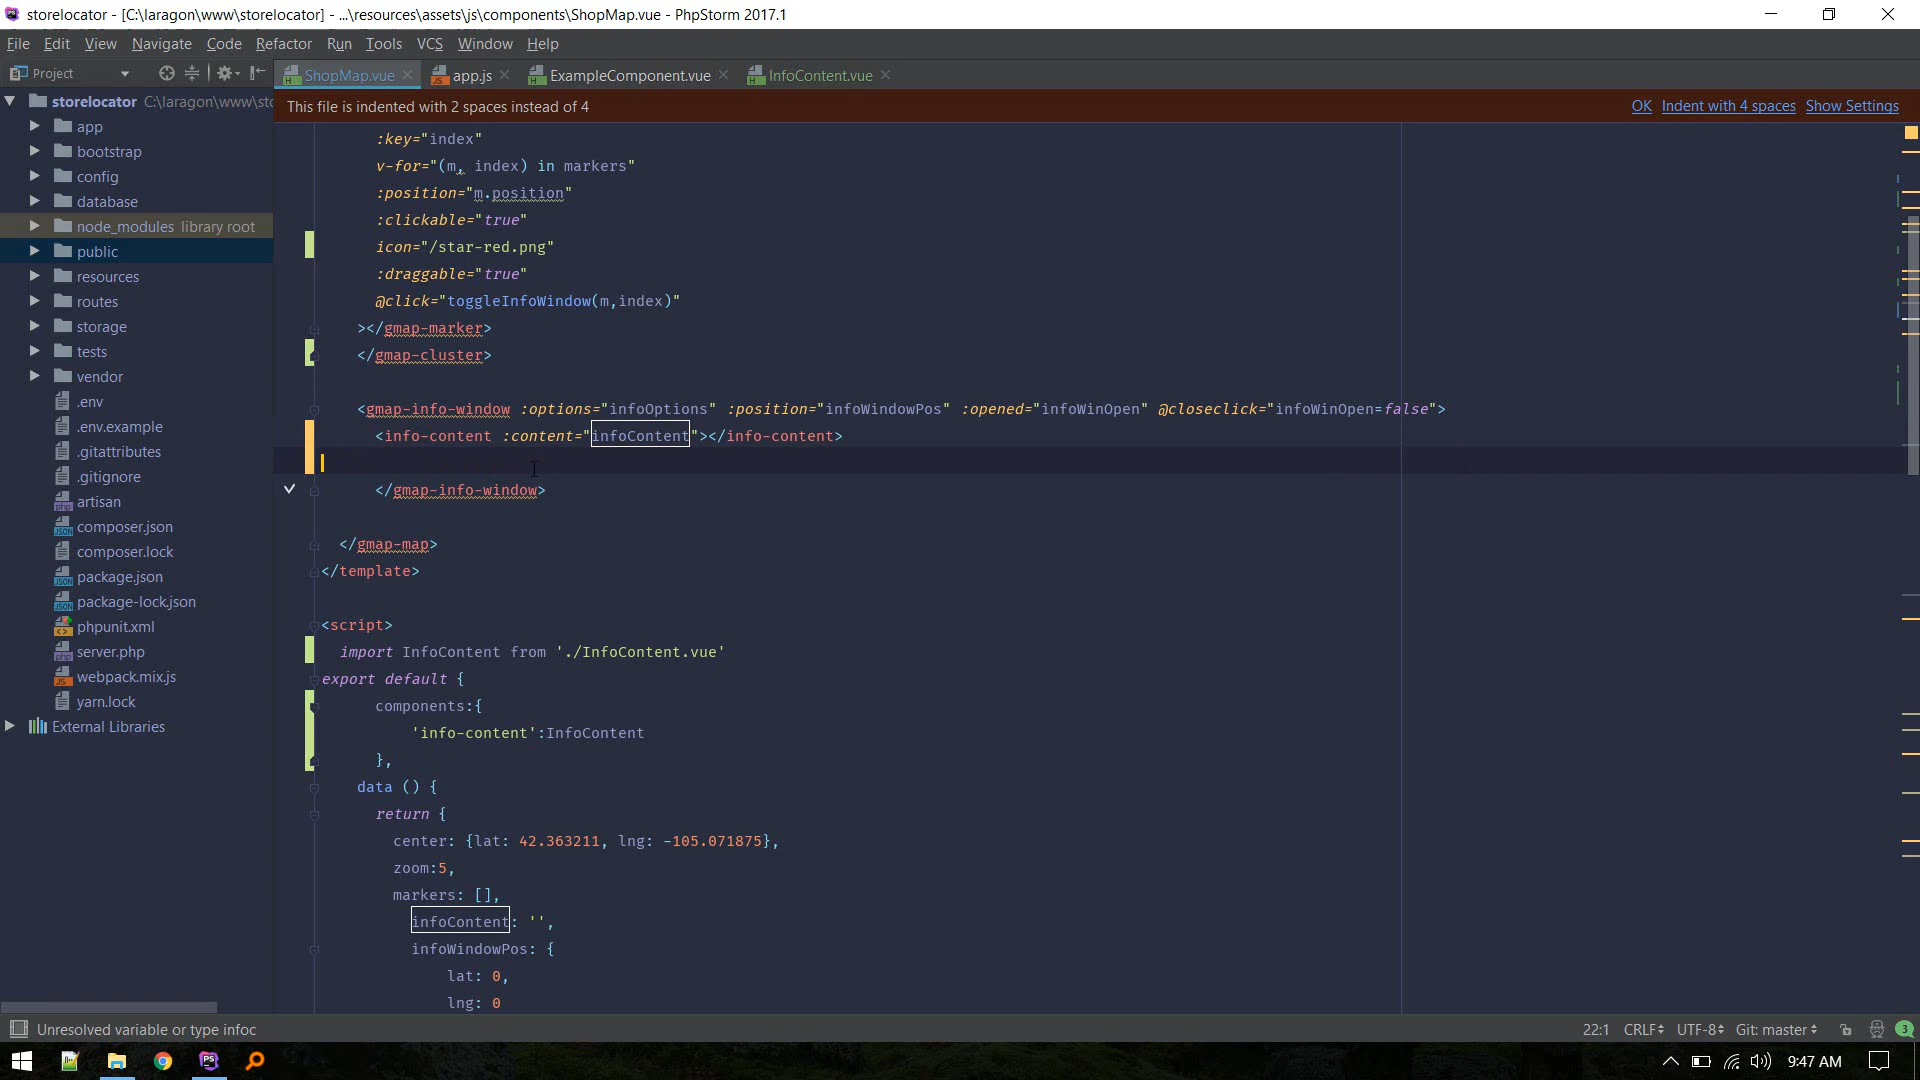 storelocator - [C:\laragon\www\storelocator] - ...\resources\assets\js\components\ShopMap.vue - PhpStorm 2017.1
File Edit View Navigate Code Refactor Run Tools VCS Window Help
Project
ShopMap.vue app.js ExampleComponent.vue InfoContent.vue
This file is indented with 2 spaces instead of 4 OK Indent with 4 spaces Show Settings
storelocator C:\laragon\www\sto
app
bootstrap
config
database
node_modules library root
public
resources
routes
storage
tests
vendor
.env
.env.example
.gitattributes
.gitignore
artisan
composer.json
composer.lock
package.json
package-lock.json
phpunit.xml
server.php
webpack.mix.js
yarn.lock
External Libraries
:key="index"
v-for="(m, index) in markers"
:position="m.position"
:clickable="true"
icon="/star-red.png"
:draggable="true"
@click="toggleInfoWindow(m,index)"
></gmap-marker>
</gmap-cluster>
<gmap-info-window :options="infoOptions" :position="infoWindowPos" :opened="infoWinOpen" @closeclick="infoWinOpen=false">
<info-content :content="infoContent"></info-content>
</gmap-info-window>
</gmap-map>
</template>
<script>
import InfoContent from './InfoContent.vue'
export default {
components:{
'info-content':InfoContent
},
data () {
return {
center: {lat: 42.363211, lng: -105.071875},
zoom:5,
markers: [],
infoContent: '',
infoWindowPos: {
lat: 0,
lng: 0
Unresolved variable or type infoc 22:1 CRLF UTF-8 Git: master 3
PS 9:47 AM